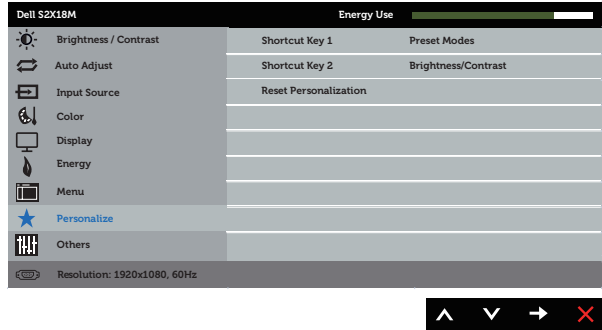 Dell S2X18M Energy Use
Brightness / Contrast Shortcut Key 1 Preset Modes
Auto Adjust Shortcut Key 2 Brightness/Contrast
Input Source Reset Personalization
Color
Display
Energy
Menu
Personalize
Others
Resolution: 1920x1080, 60Hz